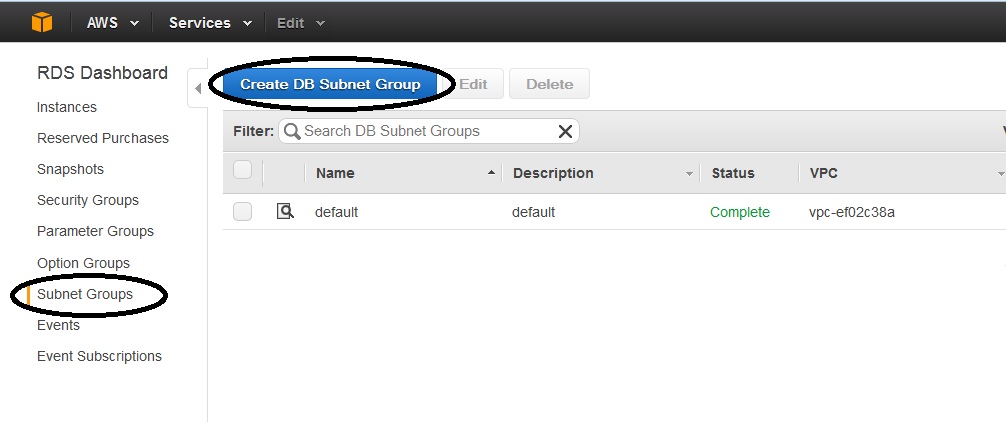 AWS Services Edit
RDS Dashboard
Instances
Reserved Purchases
Snapshots
Security Groups
Parameter Groups
Option Groups
Subnet Groups
Events
Event Subscriptions
Create DB Subnet Group Edit Delete
Filter: Search DB Subnet Groups
Name Description Status VPC
default default Complete vpc-ef02c38a